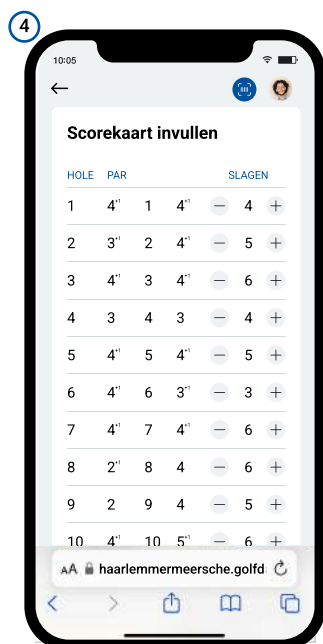 4
10:05
Scorekaart invullen
HOLE PAR SLAGEN
1 4⁺¹ 1 4⁺¹ — 4 +
2 3⁺¹ 2 4⁺¹ — 5 +
3 4⁺¹ 3 4⁺¹ — 6 +
4 3 4 3 — 4 +
5 4⁺¹ 5 4⁺¹ — 5 +
6 4⁺¹ 6 3⁺¹ — 3 +
7 4⁺¹ 7 4⁺¹ — 6 +
8 2⁺¹ 8 4 — 6 +
9 2 9 4 — 5 +
10 4⁺¹ 10 5⁺¹ — 6 +
AA haarlemmermeersche.golfd